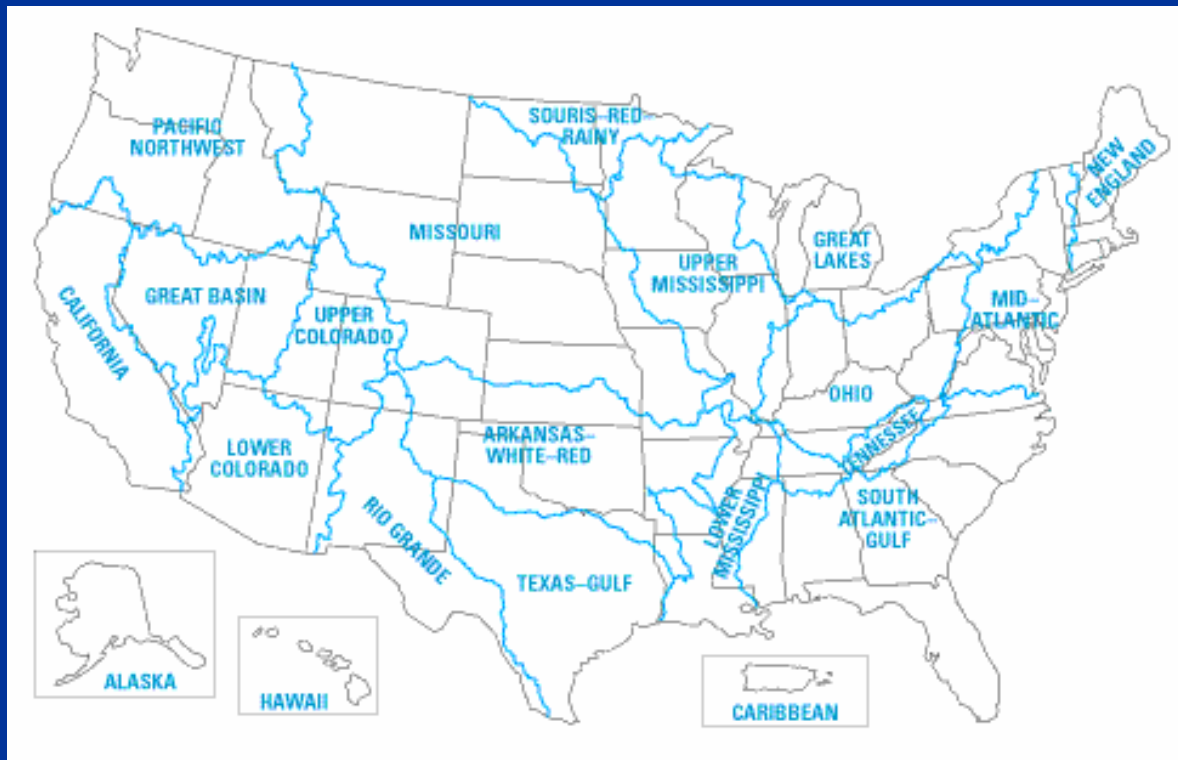 SOURIS–RED–
RAINY
PACIFIC
NORTHWEST
NEW
ENGLAND
MISSOURI
GREAT
LAKES
UPPER
MISSISSIPPI
GREAT BASIN
CALIFORNIA
UPPER
COLORADO
MID–
ATLANTIC
OHIO
TENNESSEE
LOWER
COLORADO
ARKANSAS–
WHITE–RED
RIO GRANDE
LOWER
MISSISSIPPI
SOUTH
ATLANTIC–
GULF
TEXAS–GULF
ALASKA
HAWAII
CARIBBEAN